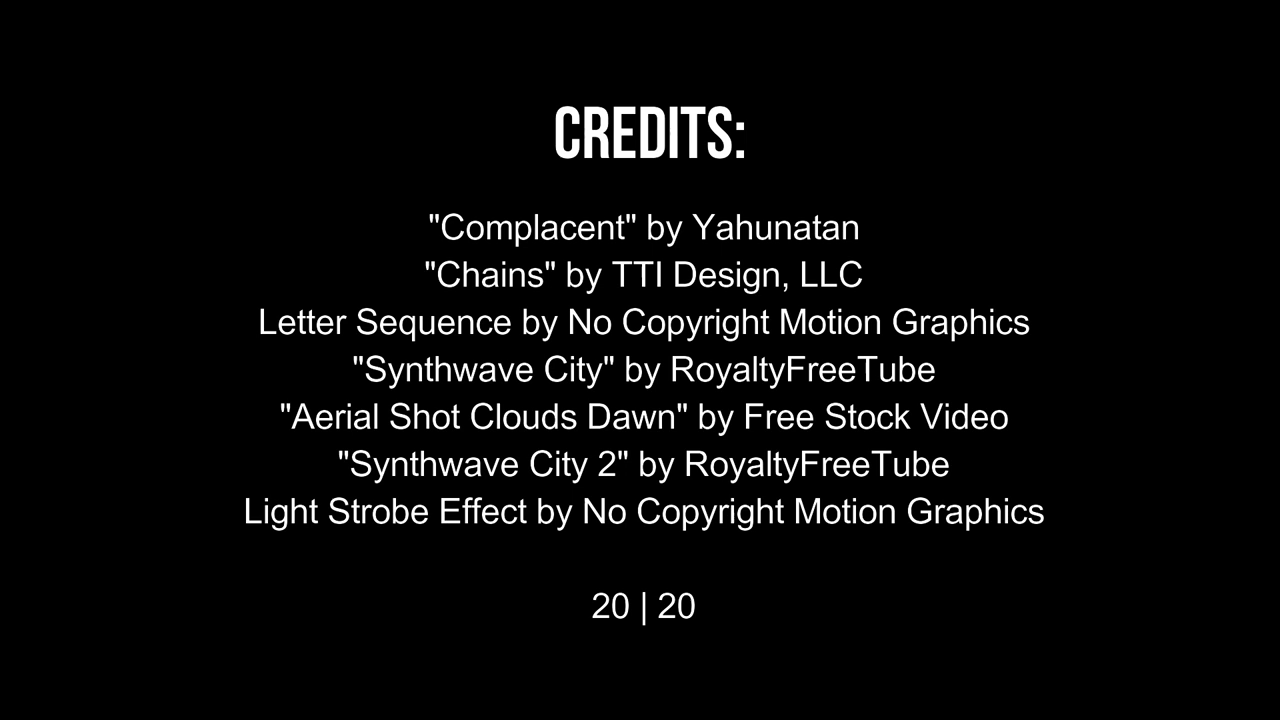 CREDITS:
"Complacent" by Yahunatan
"Chains" by TTI Design, LLC
Letter Sequence by No Copyright Motion Graphics
"Synthwave City" by RoyaltyFreeTube
"Aerial Shot Clouds Dawn" by Free Stock Video
"Synthwave City 2" by RoyaltyFreeTube
Light Strobe Effect by No Copyright Motion Graphics
20 | 20